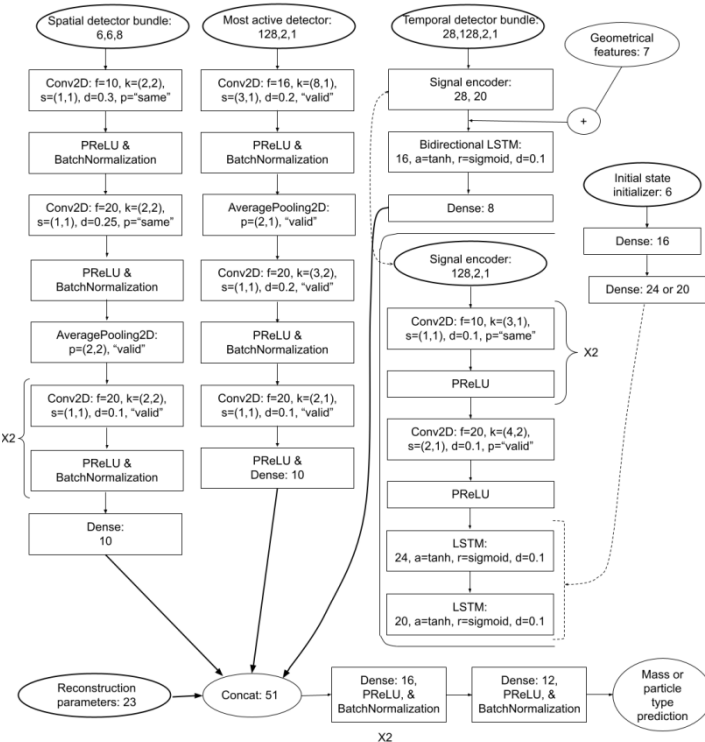 Spatial detector bundle:
6,6,8
Conv2D: f=10, k=(2,2),
s=(1,1), d=0.3, p=“same”
PReLU &
BatchNormalization
Conv2D: f=20, k=(2,2),
s=(1,1), d=0.25, p=“same”
PReLU &
BatchNormalization
AveragePooling2D:
p=(2,2), “valid”
X2
Conv2D: f=20, k=(2,2),
s=(1,1), d=0.1, “valid”
PReLU &
BatchNormalization
Dense:
10
Most active detector:
128,2,1
Conv2D: f=16, k=(8,1),
s=(3,1), d=0.2, “valid”
PReLU &
BatchNormalization
AveragePooling2D:
p=(2,1), “valid”
Conv2D: f=20, k=(3,2),
s=(1,1), d=0.2, “valid”
PReLU &
BatchNormalization
Conv2D: f=20, k=(2,1),
s=(1,1), d=0.1, “valid”
PReLU &
Dense: 10
Temporal detector bundle:
28,128,2,1
Signal encoder:
28, 20
Geometrical
features: 7
+
Bidirectional LSTM:
16, a=tanh, r=sigmoid, d=0.1
Dense: 8
Signal encoder:
128,2,1
Conv2D: f=10, k=(3,1),
s=(1,1), d=0.1, p=“same”
PReLU
X2
Conv2D: f=20, k=(4,2),
s=(2,1), d=0.1, p=“valid”
PReLU
LSTM:
24, a=tanh, r=sigmoid, d=0.1
LSTM:
20, a=tanh, r=sigmoid, d=0.1
Initial state
initializer: 6
Dense: 16
Dense: 24 or 20
Reconstruction
parameters: 23
Concat: 51
Dense: 16,
PReLU, &
BatchNormalization
X2
Dense: 12,
PReLU, &
BatchNormalization
Mass or
particle
type
prediction